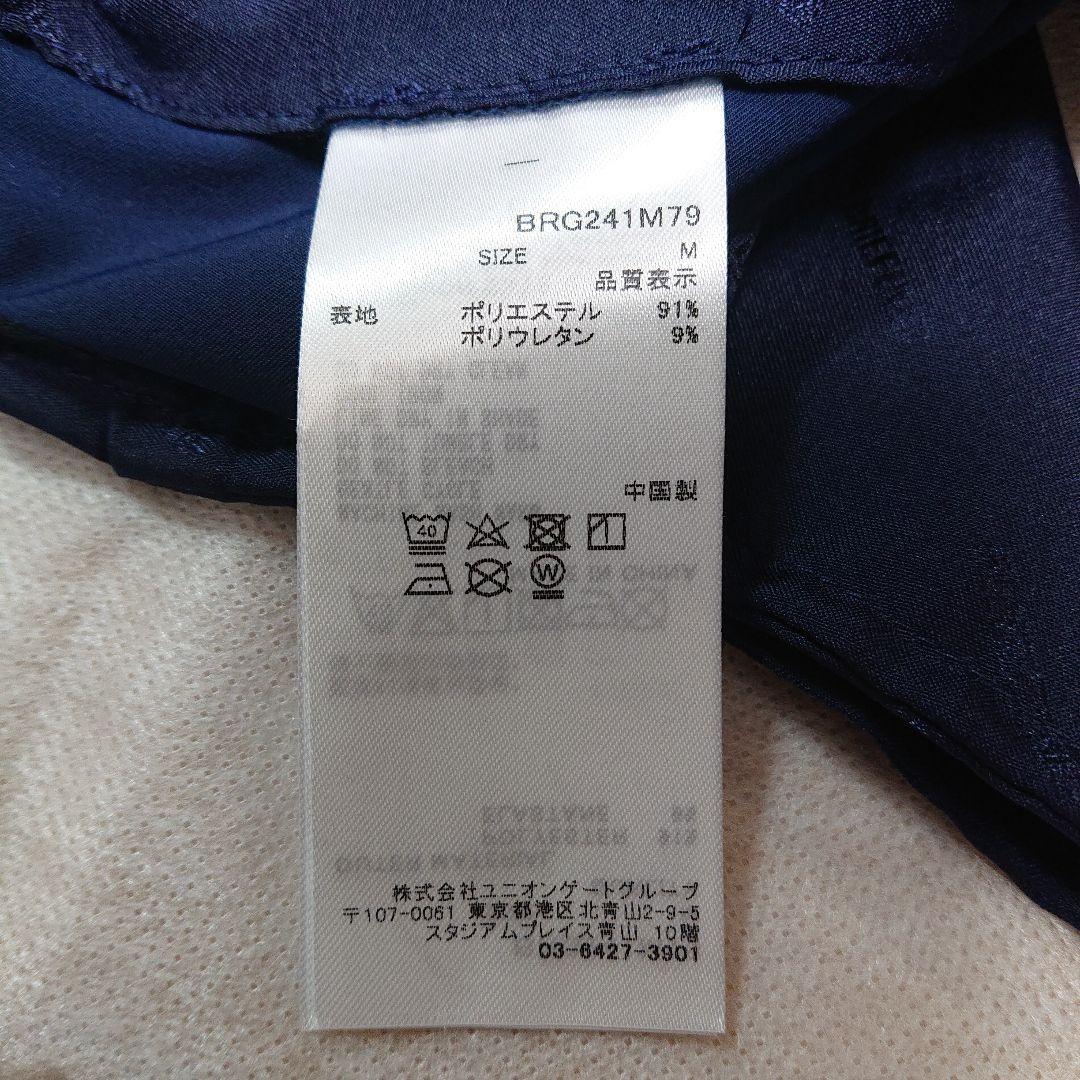 BRG241M79
SIZE M
品質表示
表地 ポリエステル 91%
ポリウレタン 9%
中国製
40
W
株式会社ユニオンゲートグループ
〒107-0061 東京都港区北青山2-9-5
スタジアムプレイス青山 10階
03-6427-3901